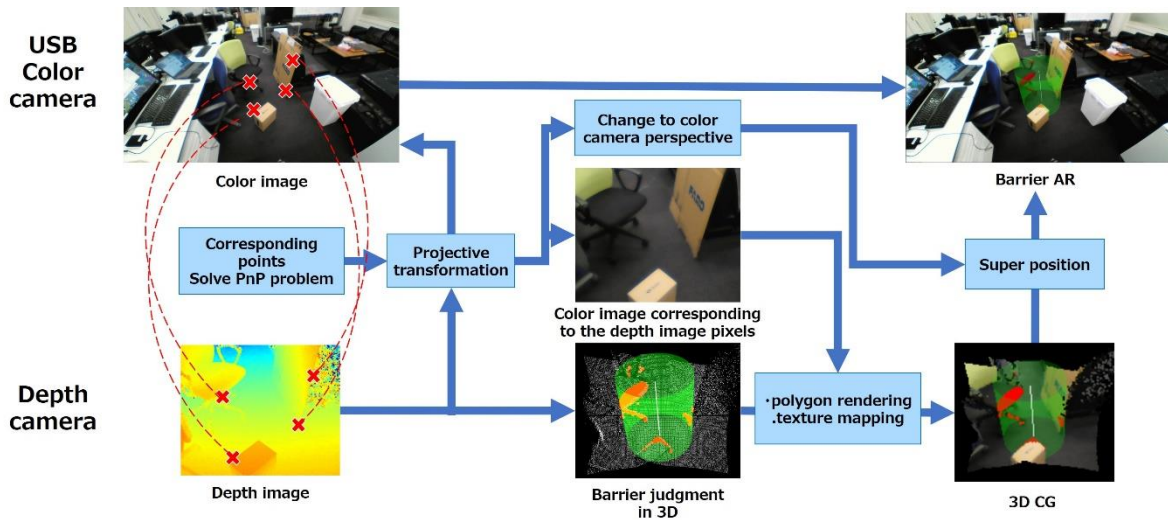 USB
Color
camera
Color image
Change to color
camera perspective
Barrier AR
Corresponding
points
Solve PnP problem
Projective
transformation
Super position
Color image corresponding
to the depth image pixels
Depth
camera
Depth image
Barrier judgment
in 3D
・polygon rendering
.texture mapping
3D CG